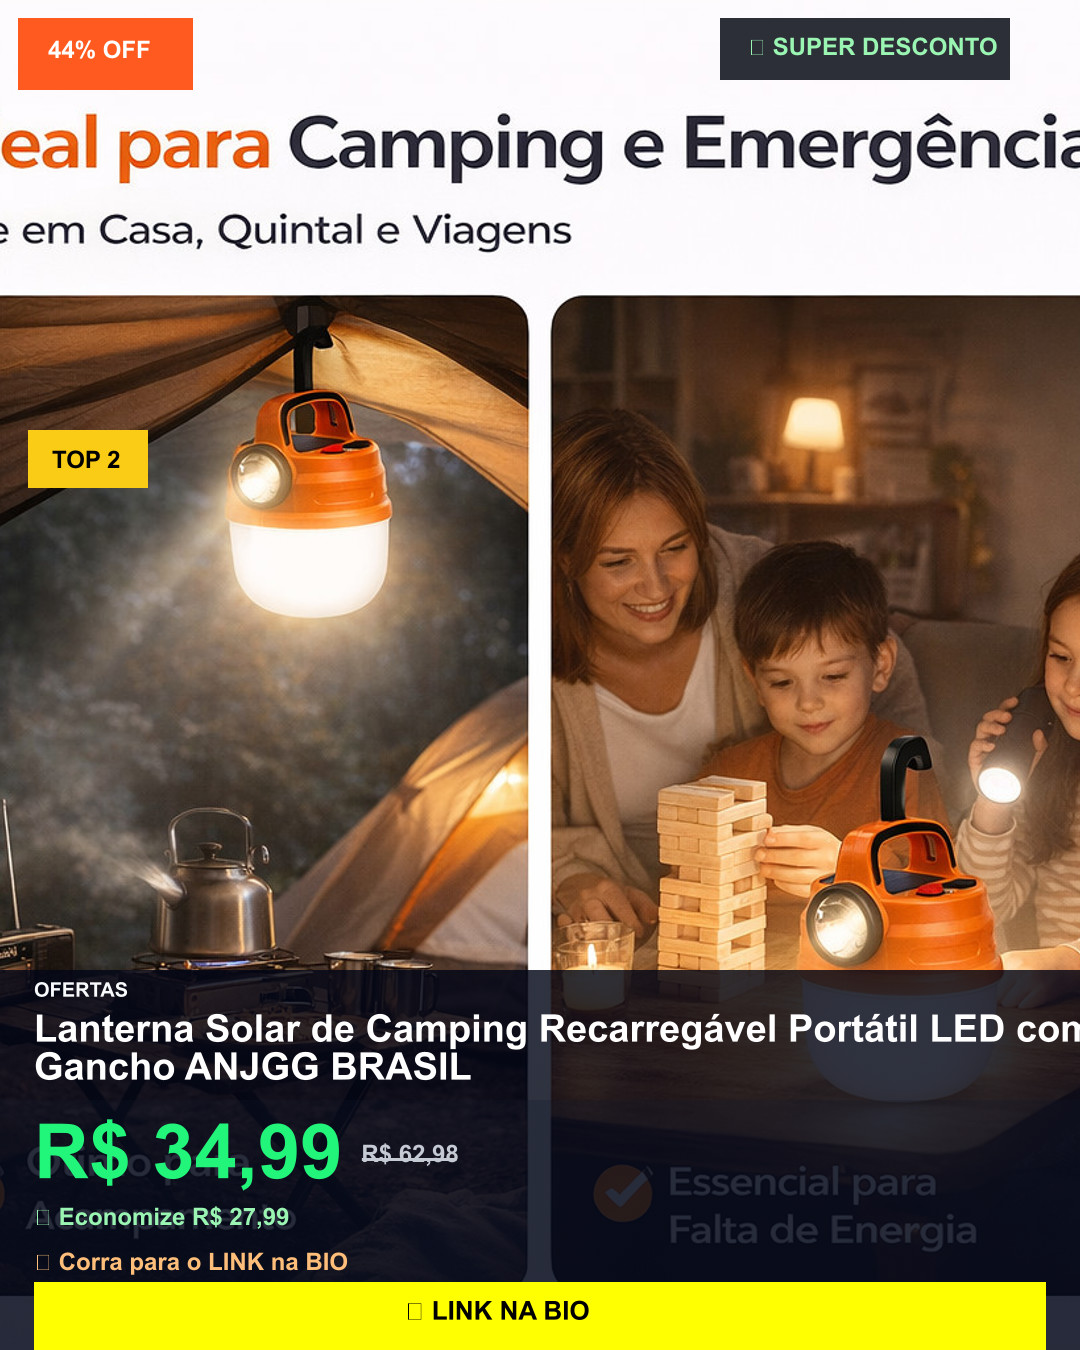 44% OFF
SUPER DESCONTO
eal para Camping e Emergência
e em Casa, Quintal e Viagens
TOP 2
OFERTAS
Lanterna Solar de Camping Recarregável Portátil LED com
Gancho ANJGG BRASIL
R$ 34,99 R$ 62,98
Essencial para
Falta de Energia
Economize R$ 27,99
Corra para o LINK na BIO
LINK NA BIO